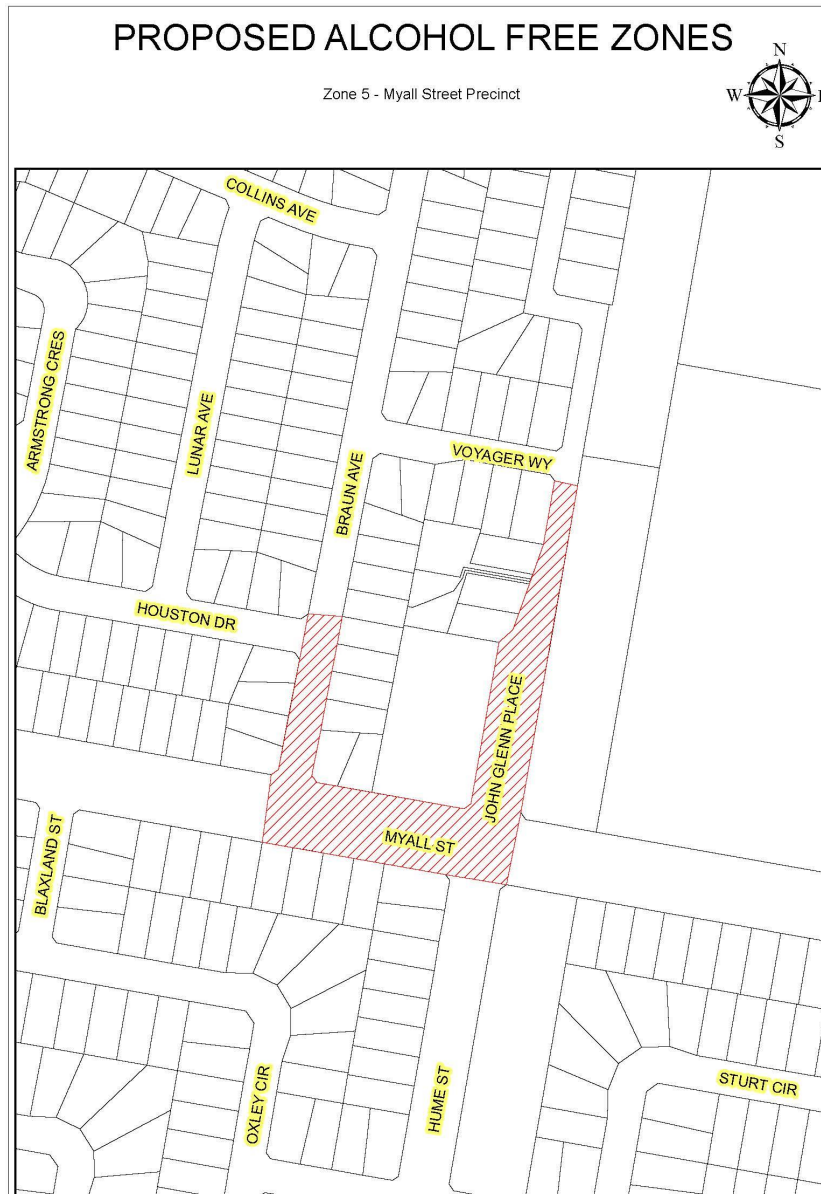 PROPOSED ALCOHOL FREE ZONES
Zone 5 - Myall Street Precinct
N
W
S
COLLINS AVE
ARMSTRONG CRES
LUNAR AVE
BRAUN AVE
VOYAGER WY
HOUSTON DR
JOHN GLENN PLACE
MYALL ST
BLAXLAND ST
OXLEY CIR
HUME ST
STURT CIR